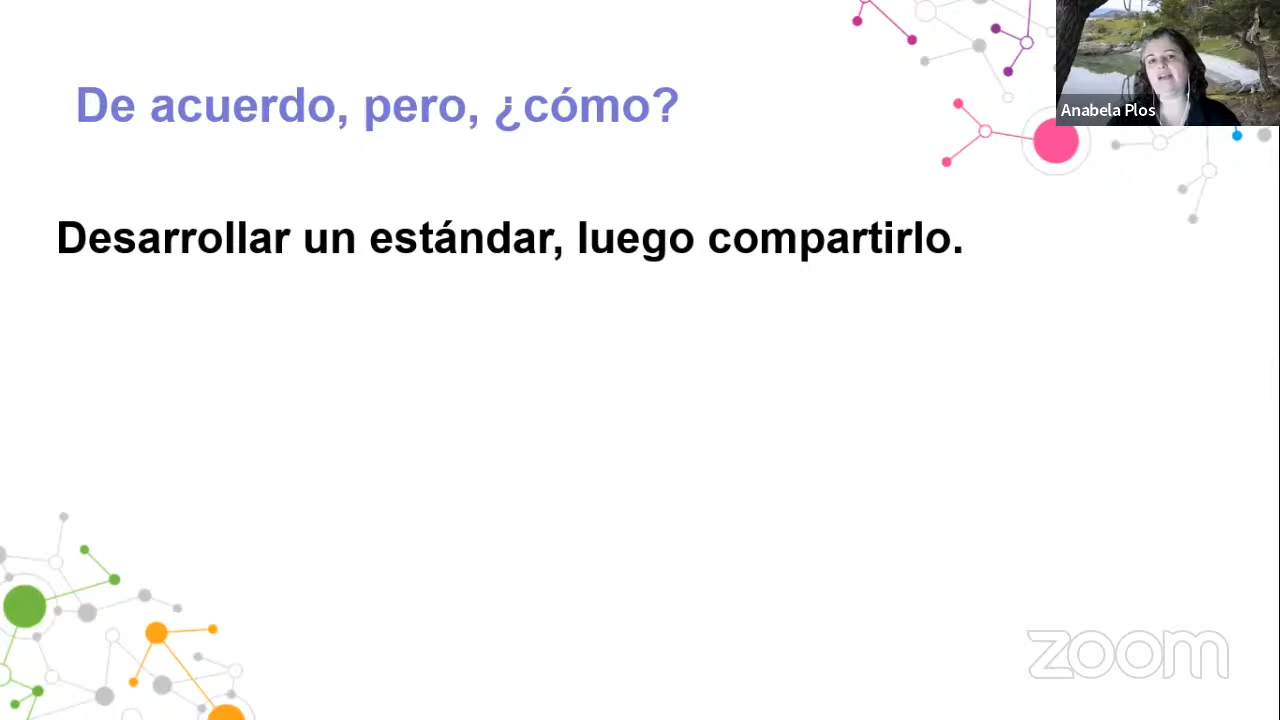 De acuerdo, pero, ¿cómo?
Anabela Plos
Desarrollar un estándar, luego compartirlo.
zoom